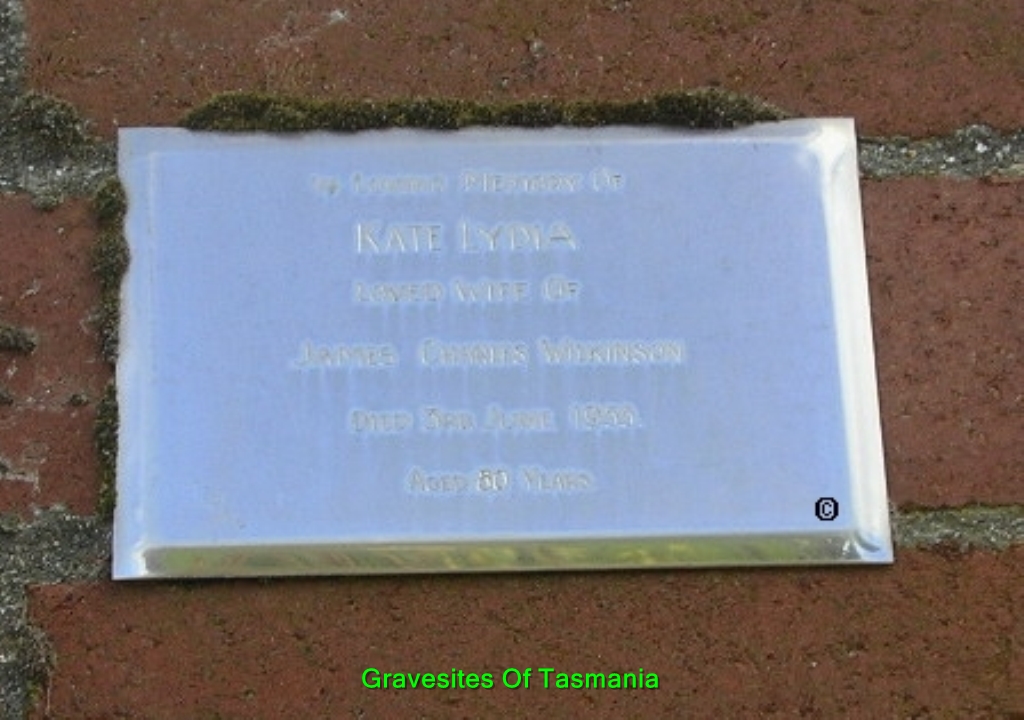 In Loving Memory Of
Kate Lydia
Loved Wife Of
James Charles Wilkinson
Died 3rd June
Aged 80 Years
©
Gravesites Of Tasmania